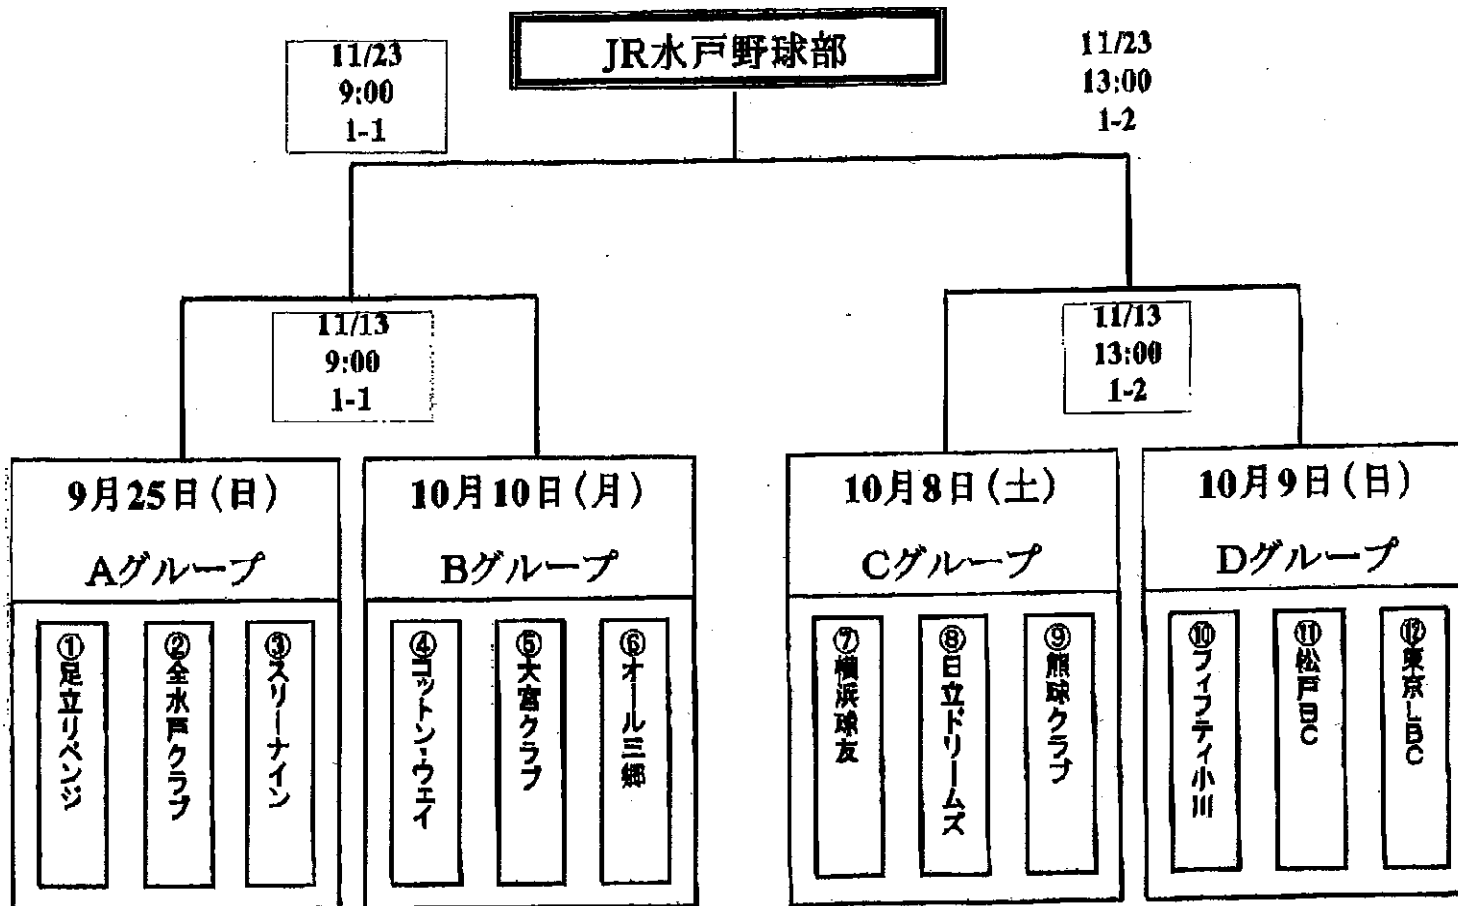 JR水戸野球部
11/23
9:00
1-1
11/23
13:00
1-2
11/13
9:00
1-1
11/13
13:00
1-2
9月25日(日)
Aグループ
①足立リベンジ
②全水戸クラブ
③スリーナイン
10月10日(月)
Bグループ
④コットン・ウェイ
⑤大宮クラブ
⑥オール三郷
10月8日(土)
Cグループ
⑦横浜球友
⑧日立ドリームズ
⑨熊球クラブ
10月9日(日)
Dグループ
⑩フィフティ小川
⑪松戸BC
⑫東京LBC